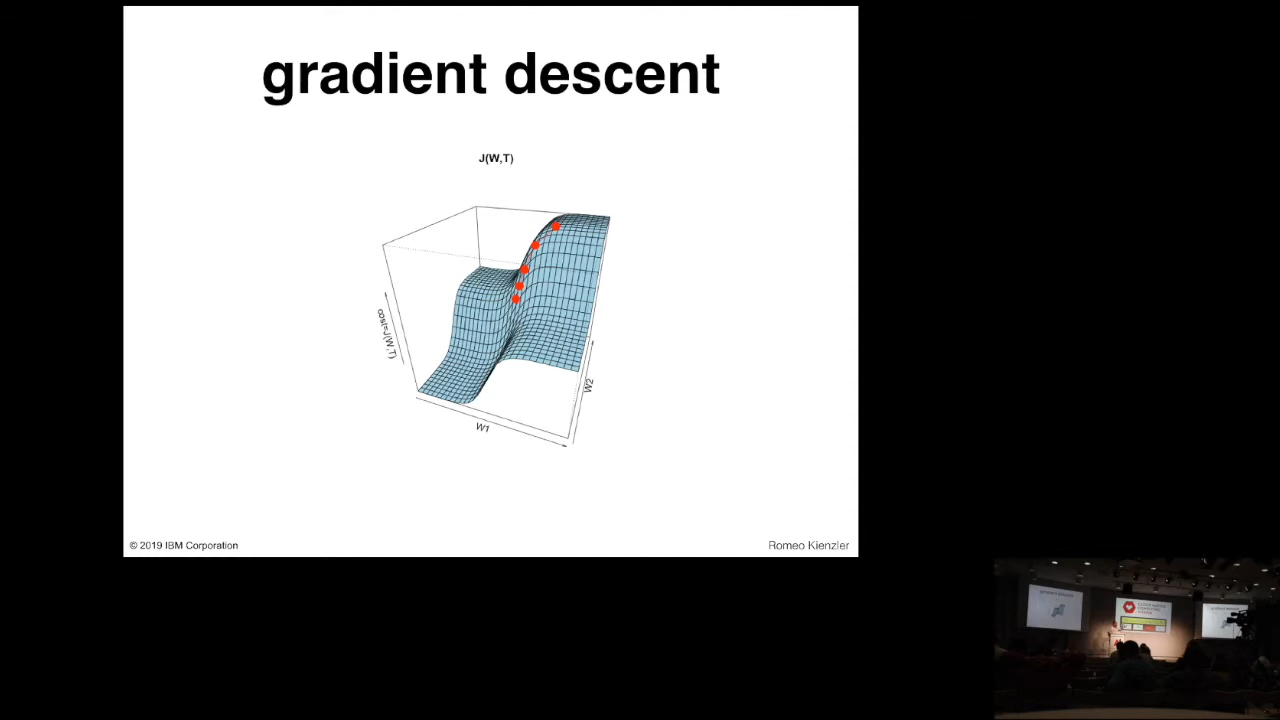 gradient descent
J(W,T)
cost=J(W,T)
W2
W1
© 2019 IBM Corporation
Romeo Kienzler